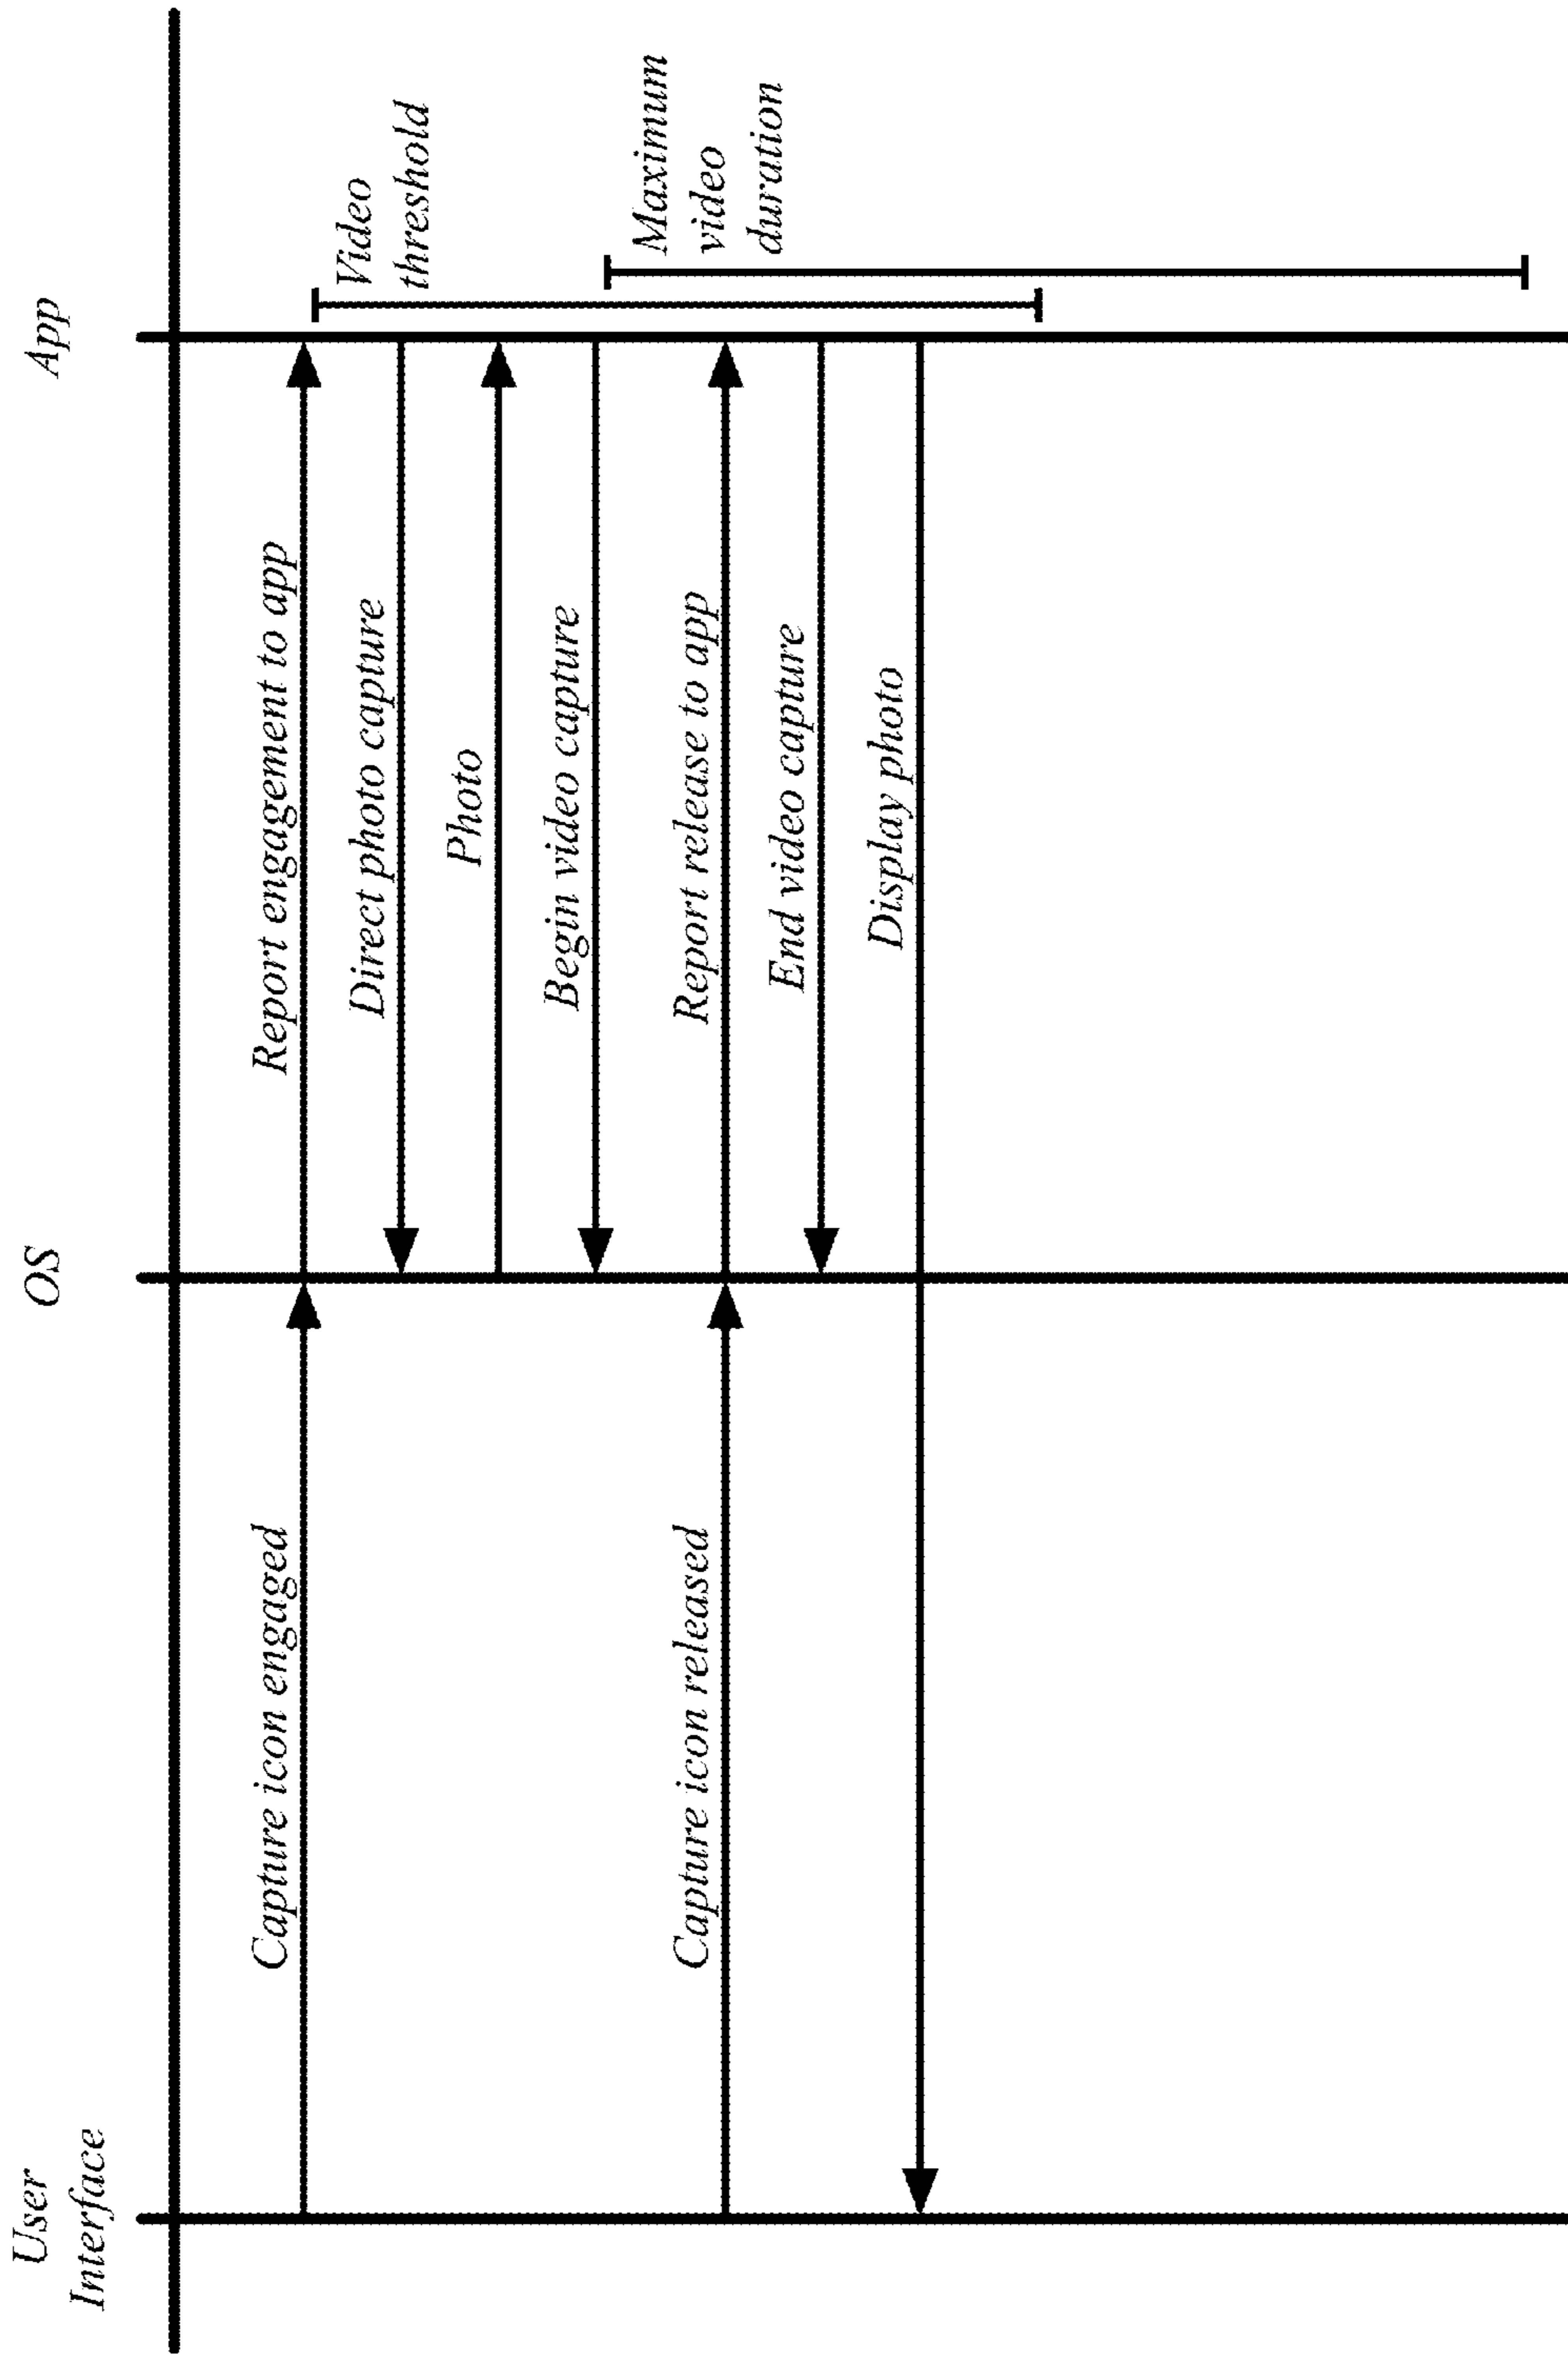 User
Interface
OS
App
Capture icon engaged
Report engagement to app
Video
threshold
Direct photo capture
Photo
Begin video capture
Maximum
video
duration
Capture icon released
Report release to app
End video capture
Display photo